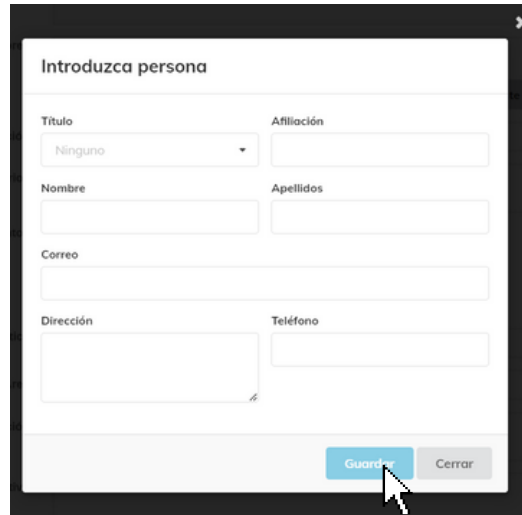 Introduzca persona
Título
Afiliación
Ninguno
Nombre
Apellidos
Correo
Dirección
Teléfono
Guardar
Cerrar